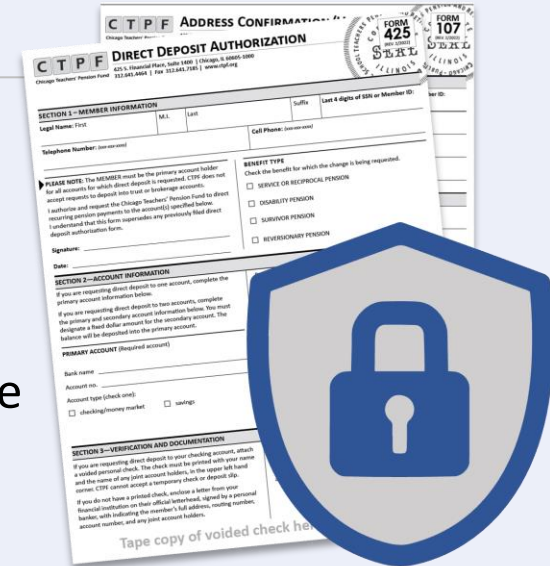 CTPF ADDRESS CONFIRMATION
Chicago Teachers'
FORM
107
CTPF DIRECT DEPOSIT AUTHORIZATION
Chicago Teachers' Pension Fund
425 S. Financial Place, Suite 1400 | Chicago, IL 60605-1000
312.641.4464 | Fax 312.641.7185 | www.ctpf.org
FORM
425
SEAL
ILLINOIS
SECTION 1—MEMBER INFORMATION
Legal Name: First M.I. Last Suffix Last 4 digits of SSN or Member ID:
Telephone Number: (xxx-xxx-xxxx) Cell Phone: (xxx-xxx-xxxx)
PLEASE NOTE: The MEMBER must be the primary account holder
for all accounts for which direct deposit is requested. CTPF does not
accept requests to deposit into trust or brokerage accounts.
I authorize and request the Chicago Teachers' Pension Fund to direct
recurring pension payments to the account(s) specified below.
I understand that this form supersedes any previously filed direct
deposit authorization form.
Signature:
Date:
BENEFIT TYPE
Check the benefit for which the change is being requested.
SERVICE OR RECIPROCAL PENSION
DISABILITY PENSION
SURVIVOR PENSION
REVERSIONARY PENSION
SECTION 2—ACCOUNT INFORMATION
If you are requesting direct deposit to one account, complete the
primary account information below.
If you are requesting direct deposit to two accounts, complete
the primary and secondary account information below. You must
designate a fixed dollar amount for the secondary account. The
balance will be deposited into the primary account.
PRIMARY ACCOUNT (Required account)
Bank name
Account no.
Account type (check one):
checking/money market savings
e
SECTION 3—VERIFICATION AND DOCUMENTATION
If you are requesting direct deposit to your checking account, attach
a voided personal check. The check must be printed with your name
and the name of any joint account holders, in the upper left hand
corner. CTPF cannot accept a temporary check or deposit slip.
If you do not have a printed check, enclose a letter from your
financial institution on their official letterhead, signed by a personal
banker, with indicating the member's full address, routing number,
account number, and any joint account holders.
Tape copy of voided check